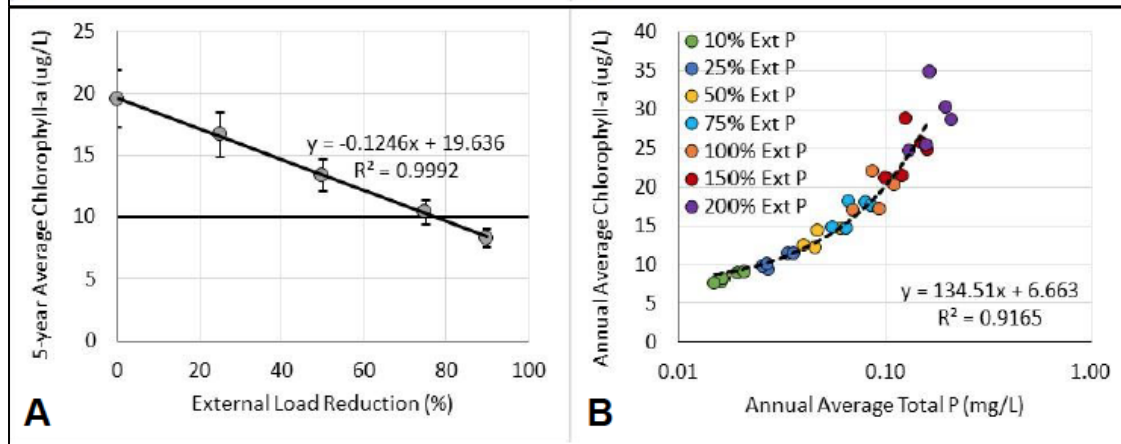 5-year Average Chlorophyll-a (ug/L)
25
20
15
10
5
0
y = -0.1246x + 19.636
R² = 0.9992
0 20 40 60 80 100
External Load Reduction (%)
A
Annual Average Chlorophyll-a (ug/L)
40
35
30
25
20
15
10
5
0
10% Ext P
25% Ext P
50% Ext P
75% Ext P
100% Ext P
150% Ext P
200% Ext P
y = 134.51x + 6.663
R² = 0.9165
0.01 0.10 1.00
Annual Average Total P (mg/L)
B